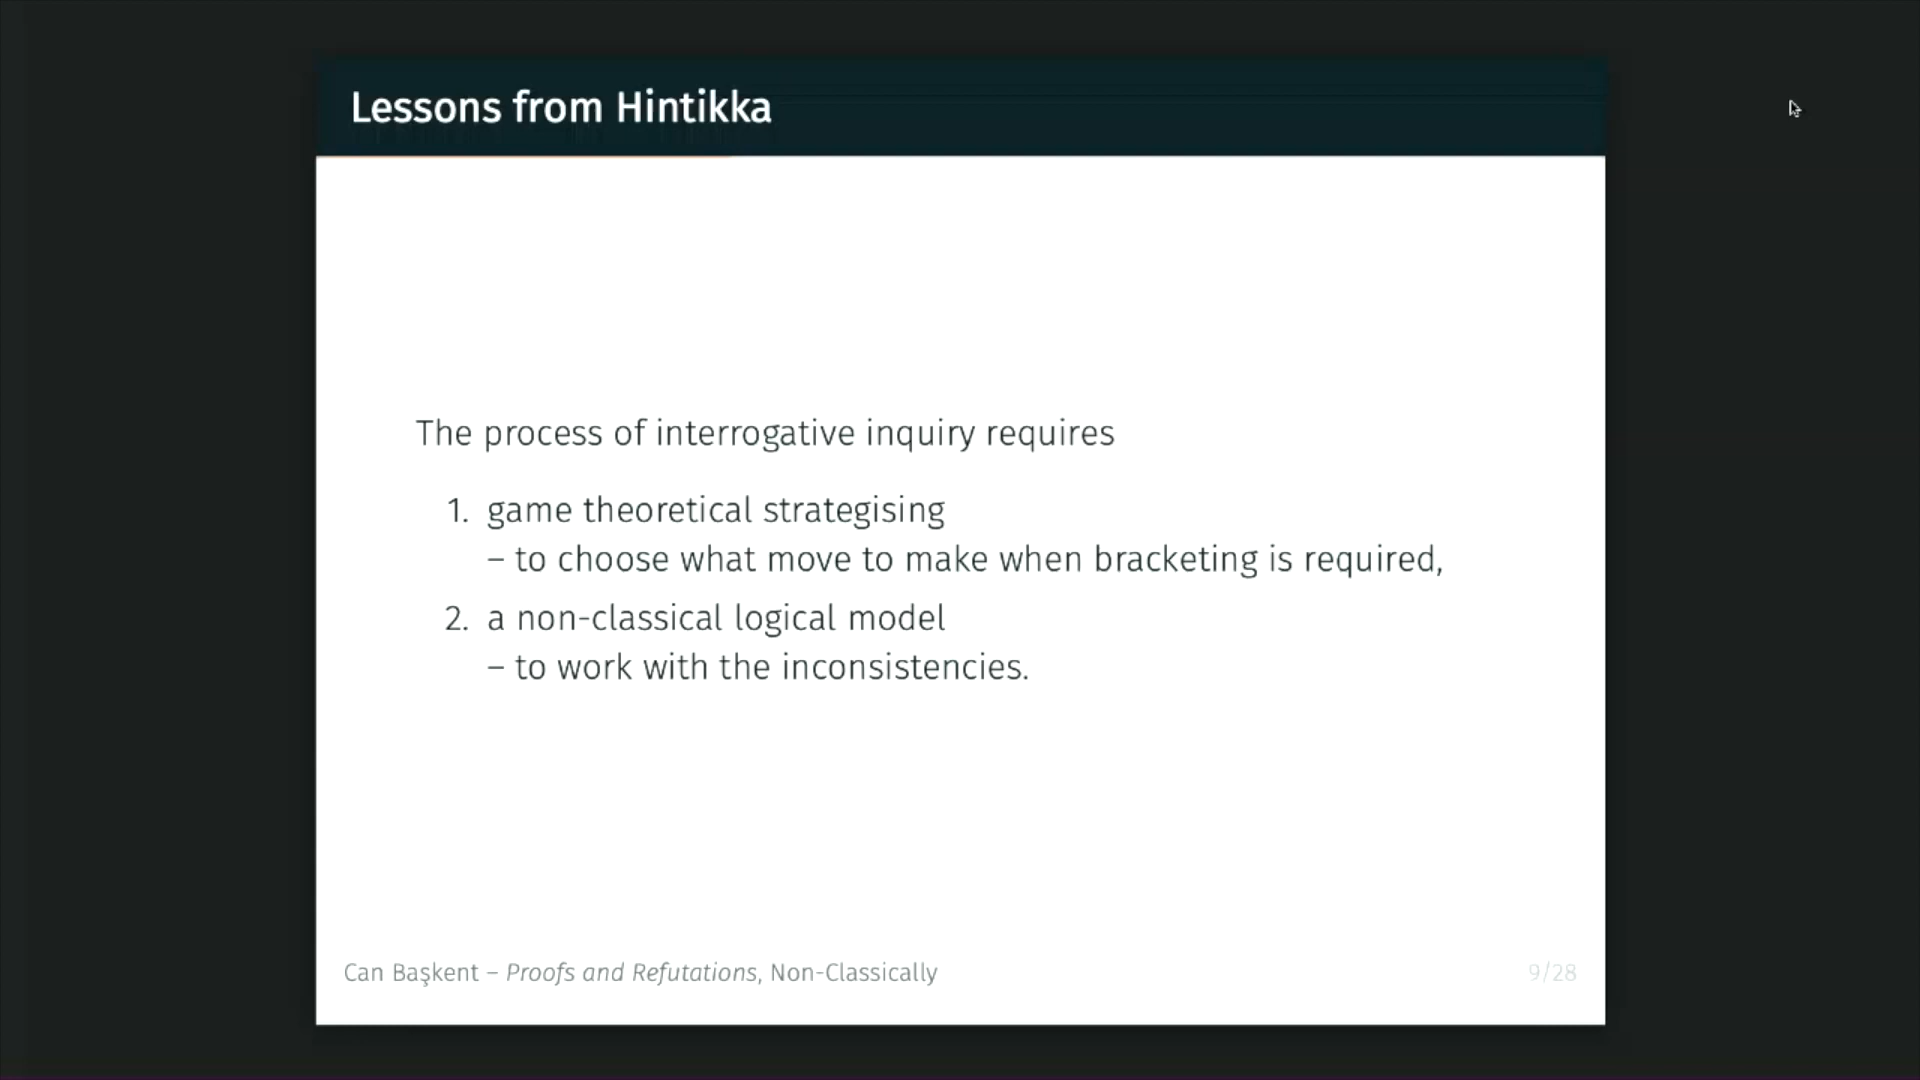 Lessons from Hintikka
The process of interrogative inquiry requires
1. game theoretical strategising
– to choose what move to make when bracketing is required,
2. a non-classical logical model
– to work with the inconsistencies.
Can Başkent – Proofs and Refutations, Non-Classically
9/28